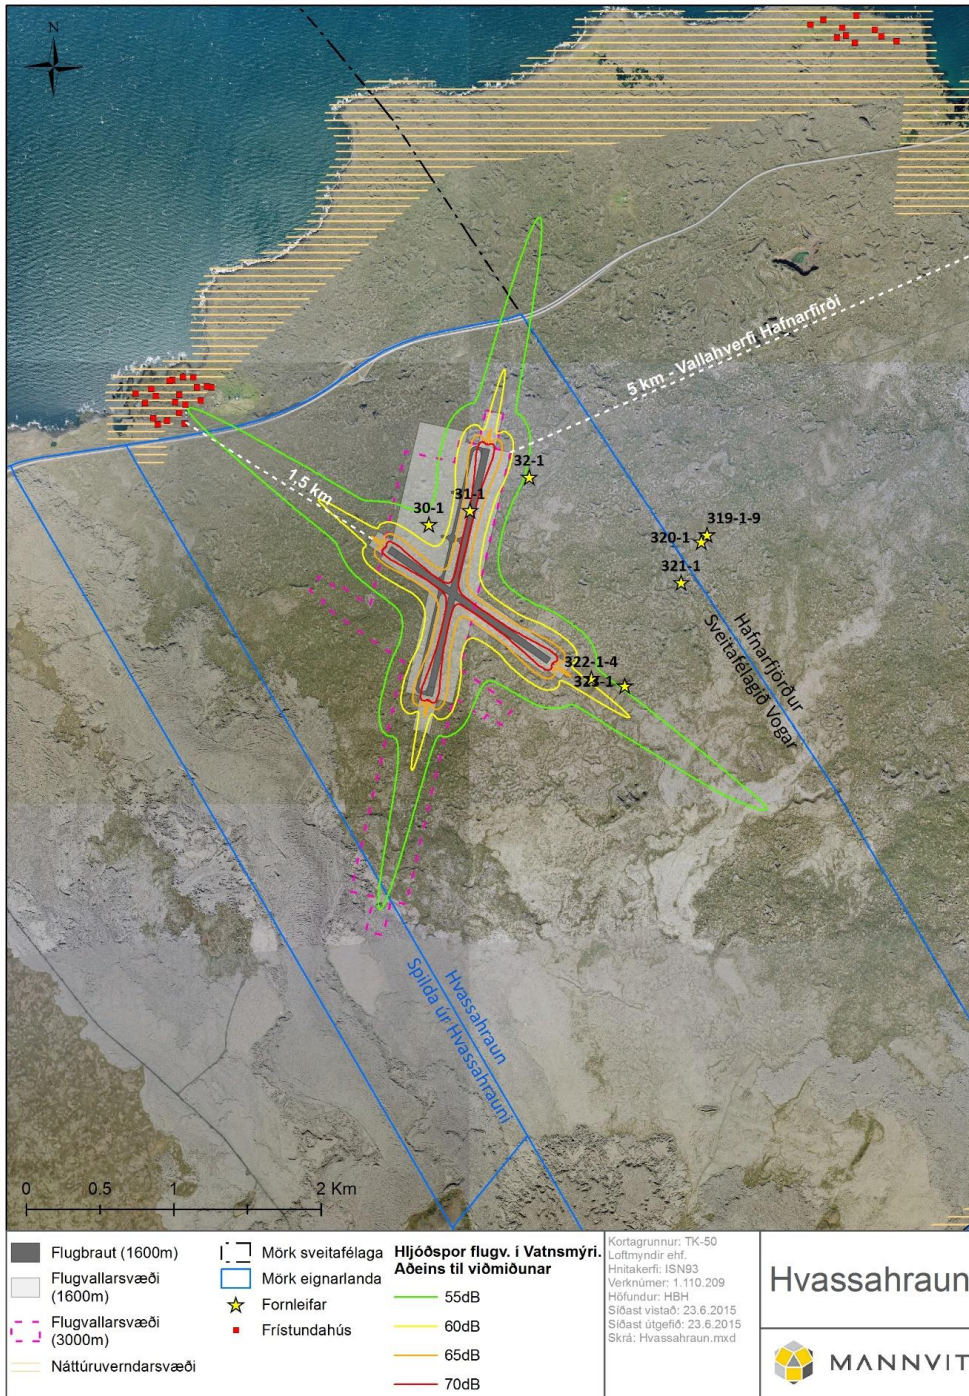 N
5 km - Vallahverfi Hafnarfirði
1,5 km
32-1
31-1
30-1
319-1-9
320-1
321-1
322-1-4
323-1
Hafnarfjörður
Sveitafélagið Vogar
Hvassahraun
Spilda úr Hvassahrauni
0 0.5 1 2 Km
Flugbraut (1600m)
Flugvallarsvæði
(1600m)
Flugvallarsvæði
(3000m)
Náttúruverndarsvæði
Mörk sveitafélaga
Mörk eignarlanda
Fornleifar
Frístundahús
Hljóðspor flugv. í Vatnsmýri.
Aðeins til viðmiðunar
55dB
60dB
65dB
70dB
Kortagrunnur: TK-50
Loftmyndir ehf.
Hnitakerfi: ISN93
Verknúmer: 1.110.209
Höfundur: HBH
Síðast vistað: 23.6.2015
Síðast útgefið: 23.6.2015
Skrá: Hvassahraun.mxd
Hvassahraun
MANNVIT